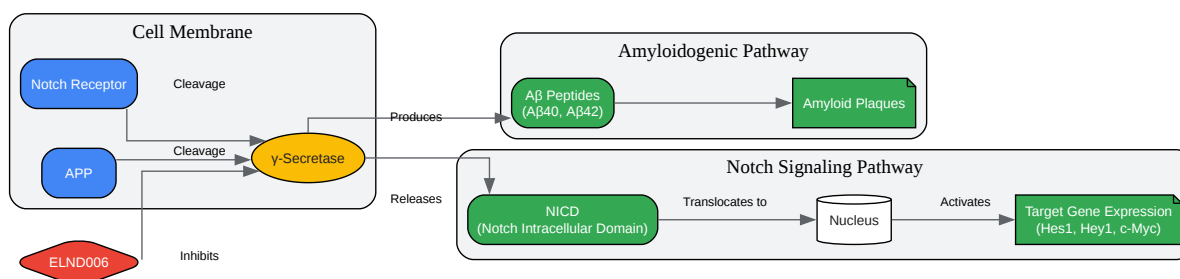 Cell Membrane
Notch Receptor
Cleavage
APP
Cleavage
γ-Secretase
ELND006
Inhibits
Produces
Releases
Amyloidogenic Pathway
Aβ Peptides
(Aβ40, Aβ42)
Amyloid Plaques
Notch Signaling Pathway
NICD
(Notch Intracellular Domain)
Translocates to
Nucleus
Activates
Target Gene Expression
(Hes1, Hey1, c-Myc)